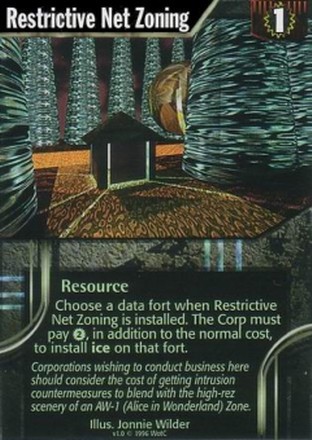 Restrictive Net Zoning
1
Resource
Choose a data fort when Restrictive
Net Zoning is installed. The Corp must
pay 2, in addition to the normal cost,
to install ice on that fort.
Corporations wishing to conduct business here
should consider the cost of getting intrusion
countermeasures to blend with the high-rez
scenery of an AW-1 (Alice in Wonderland) Zone.
Illus. Jonnie Wilder
v1.0 © 1996 WotC